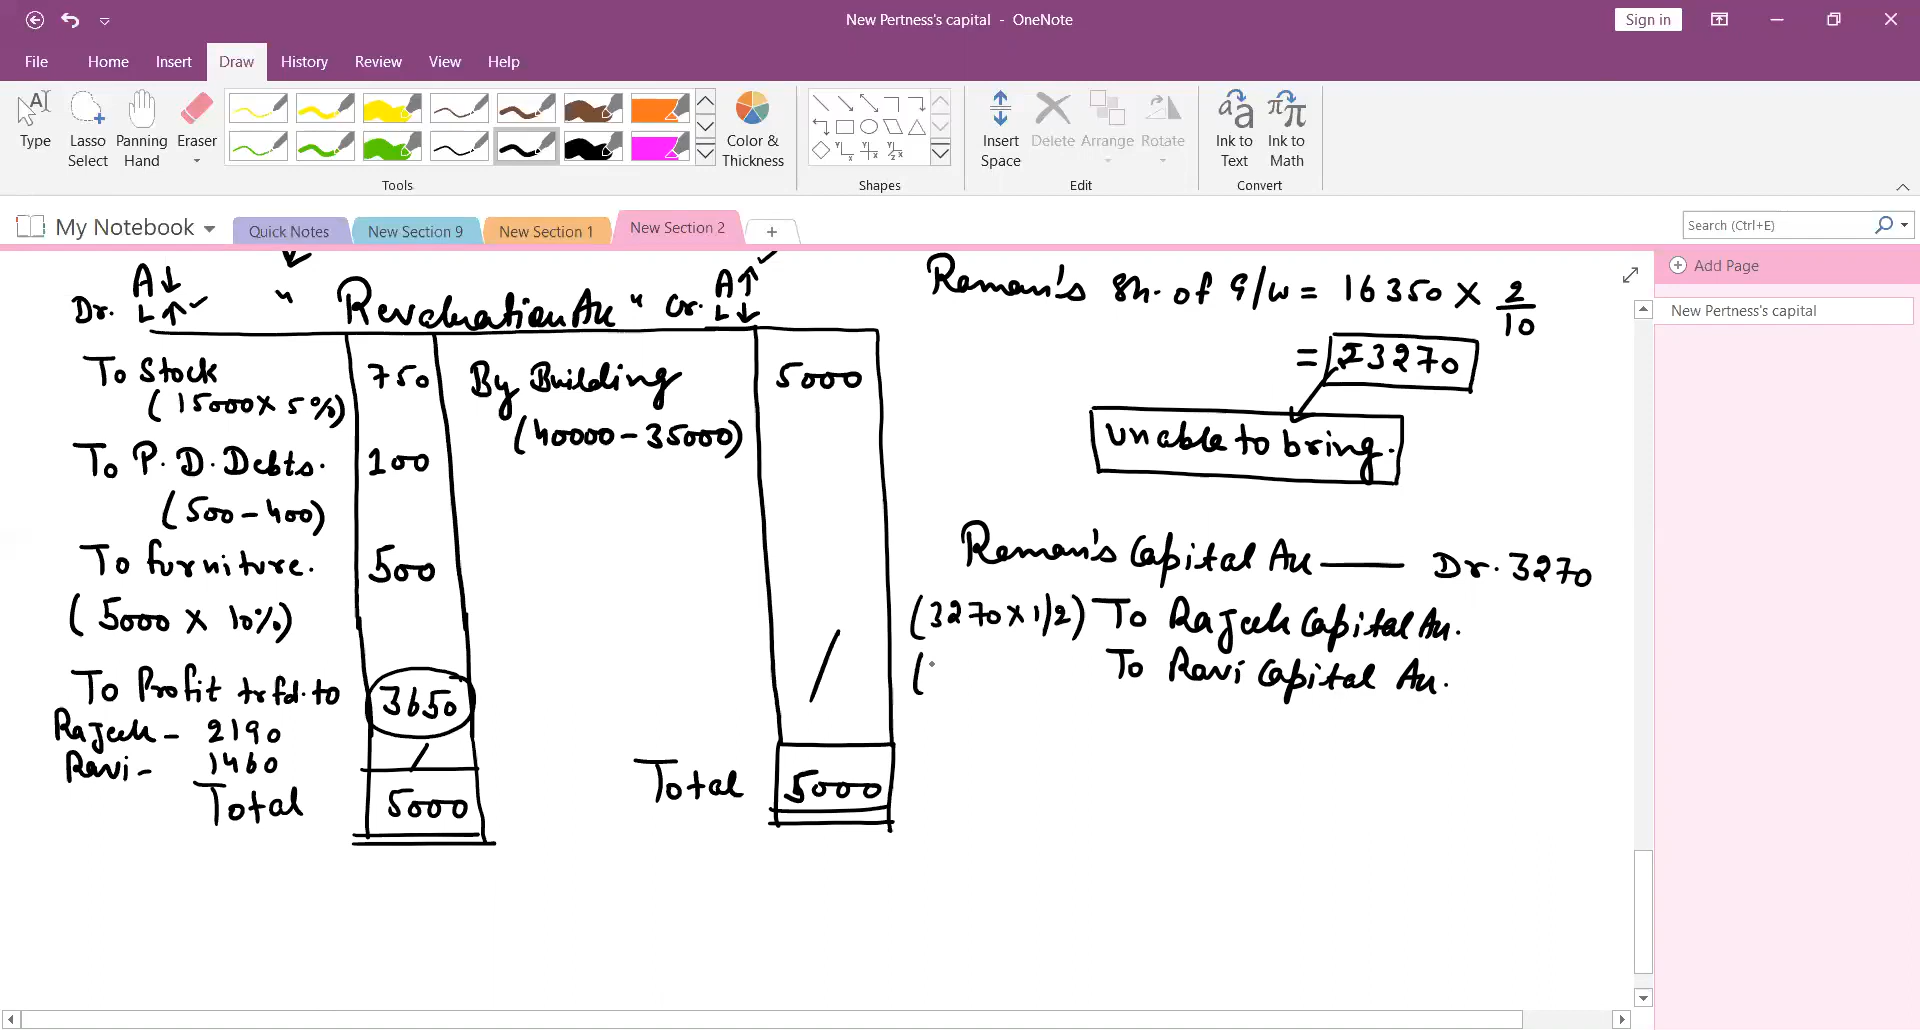 New Pertness's capital - OneNote
Sign in
File Home Insert Draw History Review View Help
Type
Lasso Select
Panning Hand
Eraser
Color & Thickness
Insert Space
Delete
Arrange
Rotate
Ink to Text
Ink to Math
Tools
Shapes
Edit
Convert
My Notebook
Quick Notes
New Section 9
New Section 1
New Section 2
Search (Ctrl+E)
Add Page
New Pertness's capital
A↓ A↑
Dr. L↑ " Revaluation A/c " Cr. L↓
To Stock 750 By Building 5000
(15000 x 5%)
(40000-35000)
To P.D.Debts. 100
(500-400)
To furniture. 500
(5000 x 10%)
To Profit trfd. to 3650
Rajesh - 2190
Ravi - 1460
Total 5000 Total 5000
Raman's Sh. of G/w = 16350 x 2/10
= 3270
unable to bring.
Raman's Capital A/c — Dr. 3270
(3270x1/2) To Rajesh Capital A/c.
( To Ravi Capital A/c.